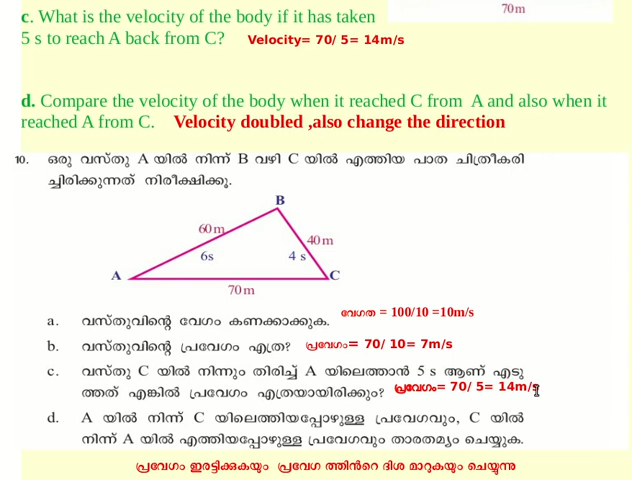 70m
c. What is the velocity of the body if it has taken
5 s to reach A back from C? Velocity= 70/ 5= 14m/s
d. Compare the velocity of the body when it reached C from A and also when it
reached A from C. Velocity doubled ,also change the direction
10. ഒരു വസ്തു A യിൽ നിന്ന് B വഴി C യിൽ എത്തിയ പാത ചിത്രീകരി
ച്ചിരിക്കുന്നത് നിരീക്ഷിക്കൂ.
B
60m
40m
6s
4 s
A
C
70m
a. വസ്തുവിന്റെ വേഗം കണക്കാക്കുക. വേഗത = 100/10 =10m/s
b. വസ്തുവിന്റെ പ്രവേഗം എത്ര? പ്രവേഗം= 70/ 10= 7m/s
c. വസ്തു C യിൽ നിന്നും തിരിച്ച് A യിലെത്താൻ 5 s ആണ് എടു
ത്തത് എങ്കിൽ പ്രവേഗം എത്രയായിരിക്കും? പ്രവേഗം= 70/ 5= 14m/s
d. A യിൽ നിന്ന് C യിലെത്തിയപ്പോഴുള്ള പ്രവേഗവും, C യിൽ
നിന്ന് A യിൽ എത്തിയപ്പോഴുള്ള പ്രവേഗവും താരതമ്യം ചെയ്യുക.
പ്രവേഗം ഇരട്ടിക്കുകയും പ്രവേഗ ത്തിൻറെ ദിശ മാറുകയും ചെയ്യുന്നു